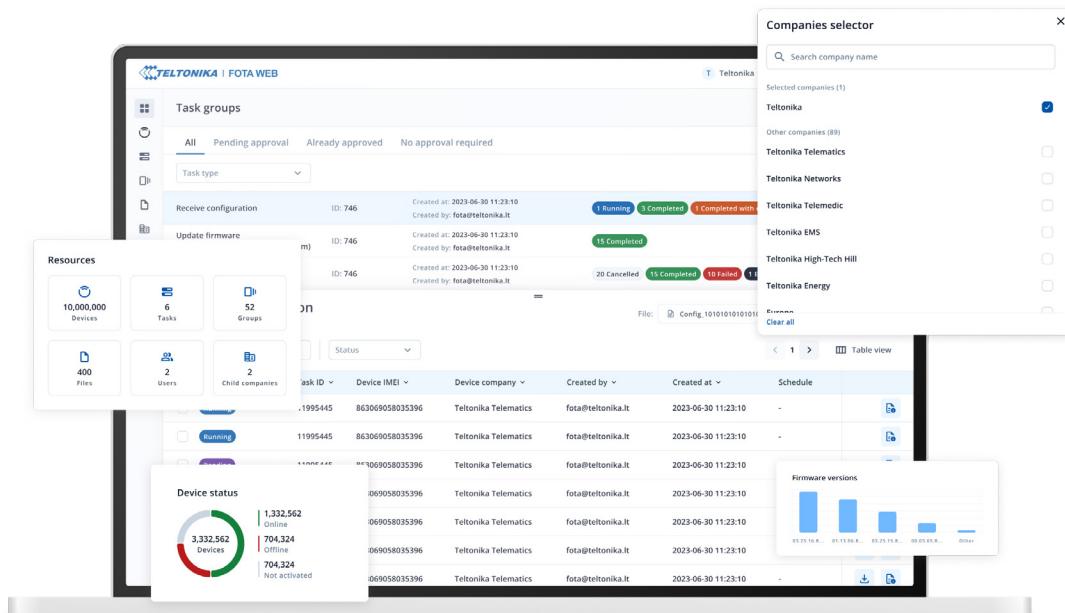 Companies selector
Search company name
Selected companies (1)
Teltonika
Other companies (89)
Teltonika Telematics
Teltonika Networks
Teltonika Telemedic
Teltonika EMS
Teltonika High-Tech Hill
Teltonika Energy
Clear all
TELTONIKA | FOTA WEB
T Teltonika
Task groups
All Pending approval Already approved No approval required
Task type
Receive configuration ID: 746 Created at: 2023-06-30 11:23:10 1 Running 3 Completed 1 Completed with
Created by: fota@teltonika.lt
Update firmware ID: 746 Created at: 2023-06-30 11:23:10 15 Completed
Created by: fota@teltonika.lt
ID: 746 Created at: 2023-06-30 11:23:10 20 Cancelled 15 Completed 10 Failed 1
Created by: fota@teltonika.lt
Resources
10,000,000 6 52
Devices Tasks Groups
400 2 2
Files Users Child companies
File: Config_10101010101010
Status
1 Table view
Task ID Device IMEI Device company Created by Created at Schedule
Running 11995445 863069058035396 Teltonika Telematics fota@teltonika.lt 2023-06-30 11:23:10 -
Running 11995445 863069058035396 Teltonika Telematics fota@teltonika.lt 2023-06-30 11:23:10 -
11995445 863069058035396 Teltonika Telematics fota@teltonika.lt 2023-06-30 11:23:10
3069058035396 Teltonika Telematics fota@teltonika.lt 2023-06-30 11:23:10
3069058035396 Teltonika Telematics fota@teltonika.lt 2023-06-30 11:23:10
3069058035396 Teltonika Telematics fota@teltonika.lt 2023-06-30 11:23:10
3069058035396 Teltonika Telematics fota@teltonika.lt 2023-06-30 11:23:10 -
Device status
3,332,562
Devices
1,332,562
Online
704,324
Offline
704,324
Not activated
Firmware versions
Other